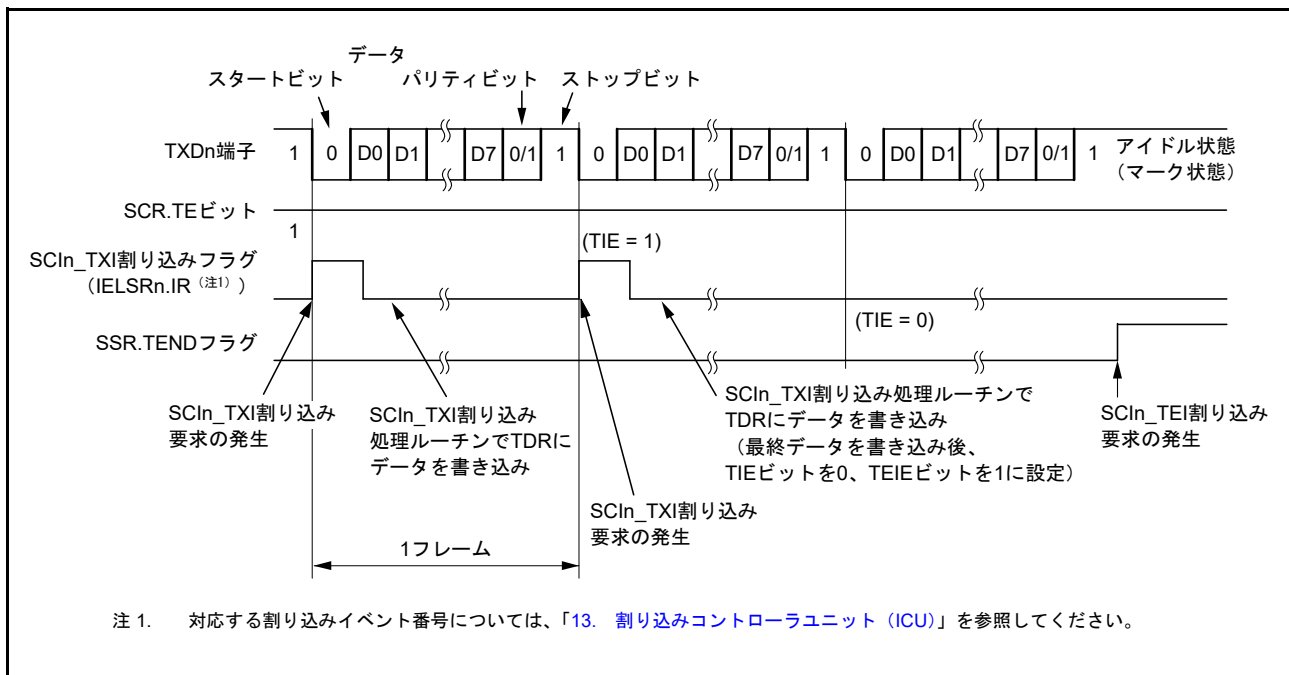 データ
スタートビット
パリティビット
ストップビット
TXDn端子
1 0 D0 D1 D7 0/1 1 0 D0 D1 D7 0/1 1 0 D0 D1 D7 0/1 1
アイドル状態
（マーク状態）
SCR.TEビット
1
(TIE = 1)
SCIn_TXI割り込みフラグ
（IELSRn.IR（注1））
(TIE = 0)
SSR.TENDフラグ
SCIn_TXI割り込み
要求の発生
SCIn_TXI割り込み
処理ルーチンでTDRに
データを書き込み
SCIn_TXI割り込み処理ルーチンで
TDRにデータを書き込み
（最終データを書き込み後、
TIEビットを0、TEIEビットを1に設定）
SCIn_TEI割り込み
要求の発生
SCIn_TXI割り込み
要求の発生
1フレーム
注 1. 対応する割り込みイベント番号については、「13. 割り込みコントローラユニット（ICU）」を参照してください。